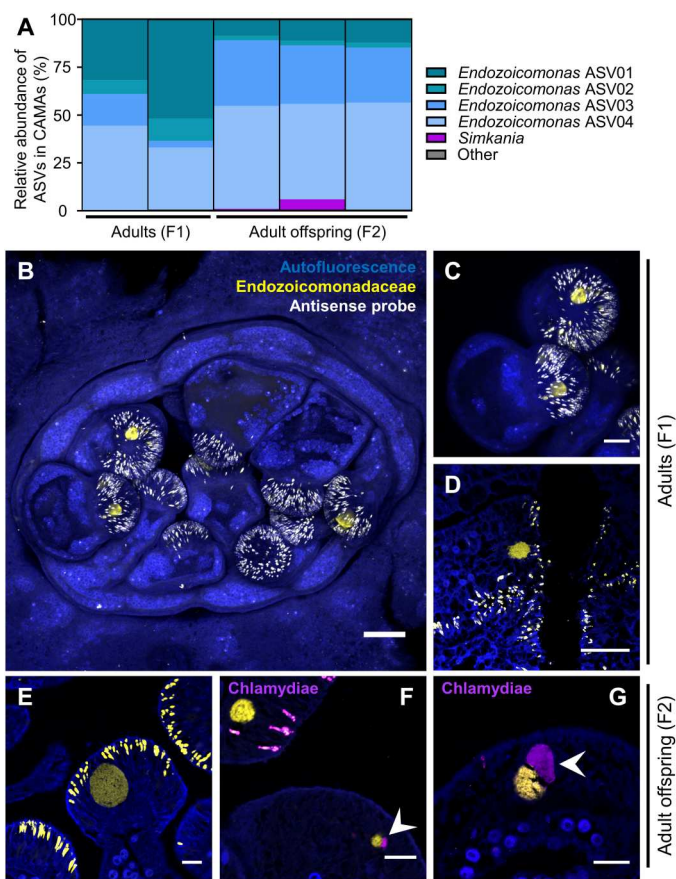 A
Relative abundance of
ASVs in CAMAs (%)
100
75
50
25
0
Adults (F1)
Adult offspring (F2)
Endozoicomonas ASV01
Endozoicomonas ASV02
Endozoicomonas ASV03
Endozoicomonas ASV04
Simkania
Other
B
Autofluorescence
Endozoicomonadaceae
Antisense probe
C
D
Adults (F1)
E
Chlamydiae
F
Chlamydiae
G
Adult offspring (F2)